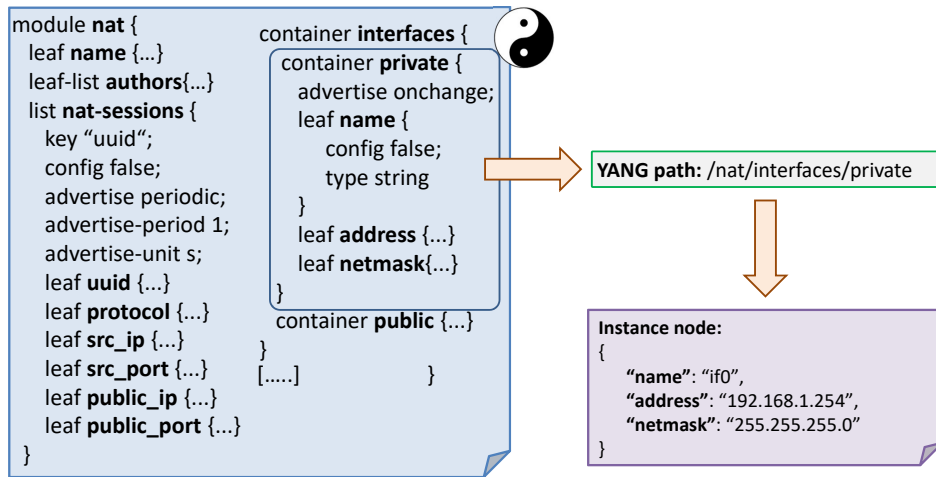 module nat {
leaf name {...}
leaf-list authors{...}
list nat-sessions {
key “uuid“;
config false;
advertise periodic;
advertise-period 1;
advertise-unit s;
leaf uuid {...}
leaf protocol {...}
leaf src_ip {...}
leaf src_port {...}
leaf public_ip {...}
leaf public_port {...}
}
container interfaces {
container private {
advertise onchange;
leaf name {
config false;
type string
}
leaf address {...}
leaf netmask{...}
}
container public {...}
}
[.....] }
YANG path: /nat/interfaces/private
Instance node:
{
“name”: “if0”,
“address”: “192.168.1.254”,
“netmask”: “255.255.255.0”
}